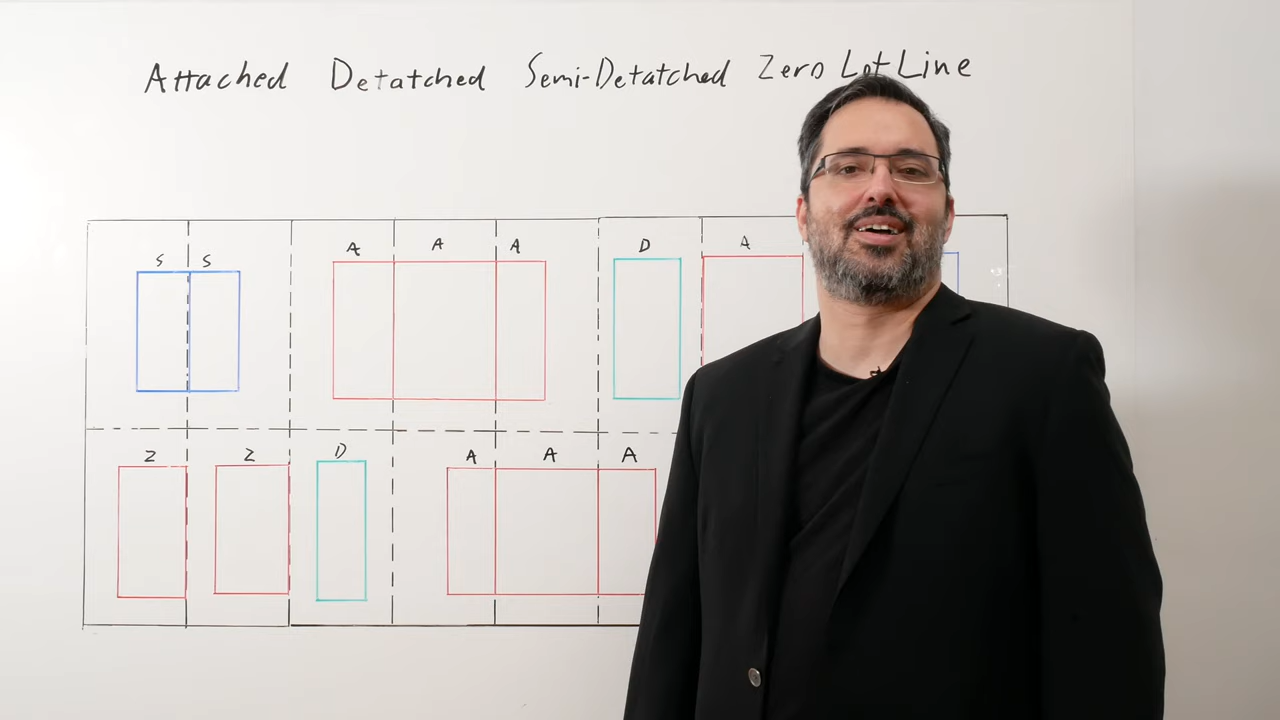 Attached Detatched Semi-Detatched Zero Lot Line
S S A A A D A
Z Z D A A A